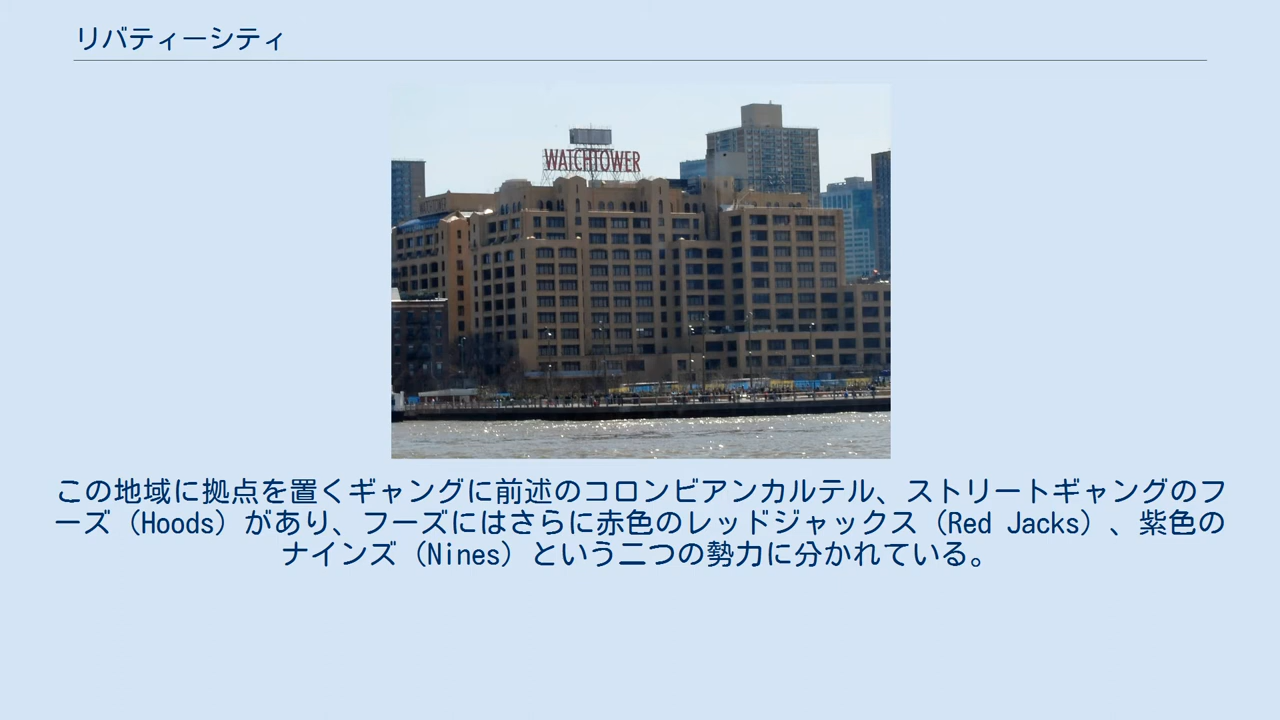 リバティーシティ
WATCHTOWER
この地域に拠点を置くギャングに前述のコロンビアンカルテル、ストリートギャングのフ
ーズ（Hoods）があり、フーズにはさらに赤色のレッドジャックス（Red Jacks）、紫色の
ナインズ（Nines）という二つの勢力に分かれている。